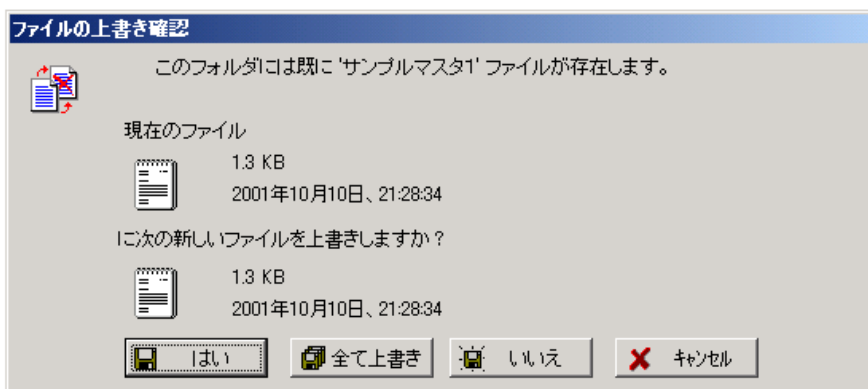 ファイルの上書き確認
このフォルダには既に 'サンプルマスタ1' ファイルが存在します。
現在のファイル
1.3 KB
2001年10月10日、21:28:34
に次の新しいファイルを上書きしますか？
1.3 KB
2001年10月10日、21:28:34
はい 全て上書き いいえ キャンセル